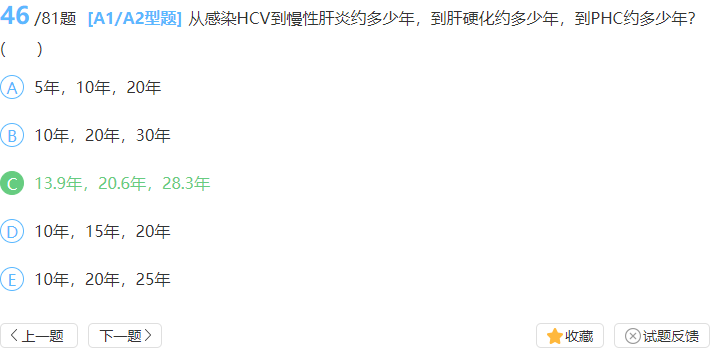 46 /81题 [A1/A2型题] 从感染HCV到慢性肝炎约多少年，到肝硬化约多少年，到PHC约多少年?
(  )
A 5年，10年，20年
B 10年，20年，30年
C 13.9年，20.6年，28.3年
D 10年，15年，20年
E 10年，20年，25年
上一题 下一题 收藏 试题反馈